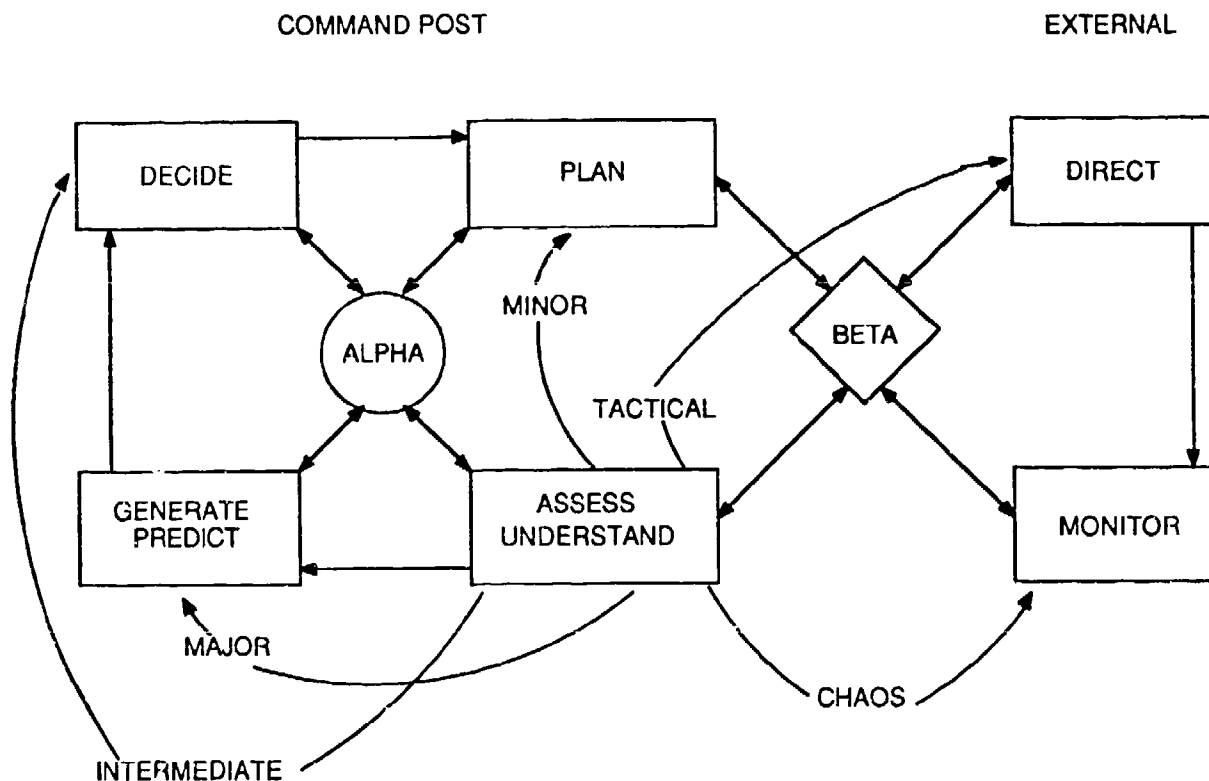 COMMAND POST
EXTERNAL
DECIDE
PLAN
DIRECT
MINOR
ALPHA
BETA
TACTICAL
GENERATE
PREDICT
ASSESS
UNDERSTAND
MONITOR
MAJOR
CHAOS
INTERMEDIATE